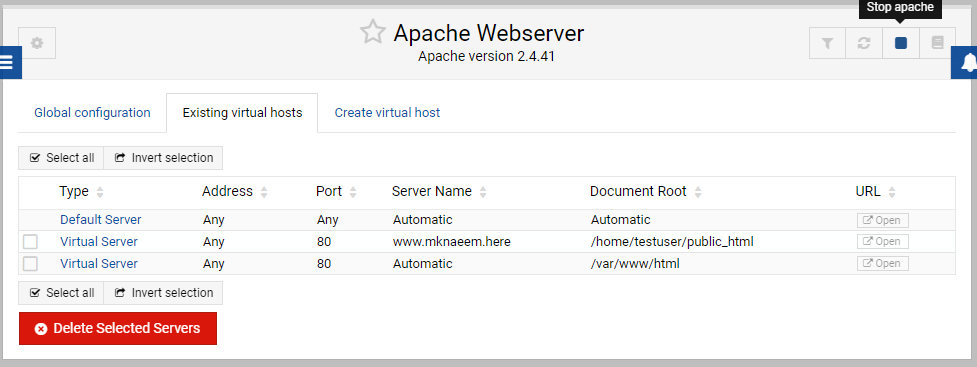 Stop apache
Apache Webserver
Apache version 2.4.41
Global configuration Existing virtual hosts Create virtual host
Select all Invert selection
Type Address Port Server Name Document Root URL
Default Server Any Any Automatic Automatic Open
Virtual Server Any 80 www.mknaeem.here /home/testuser/public_html Open
Virtual Server Any 80 Automatic /var/www/html Open
Select all Invert selection
Delete Selected Servers